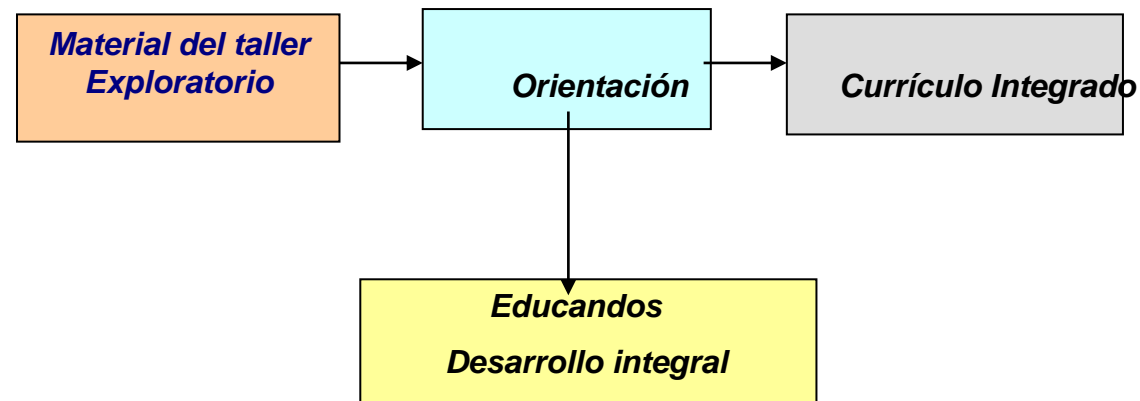 Material del taller
Exploratorio
Orientación
Currículo Integrado
Educandos
Desarrollo integral